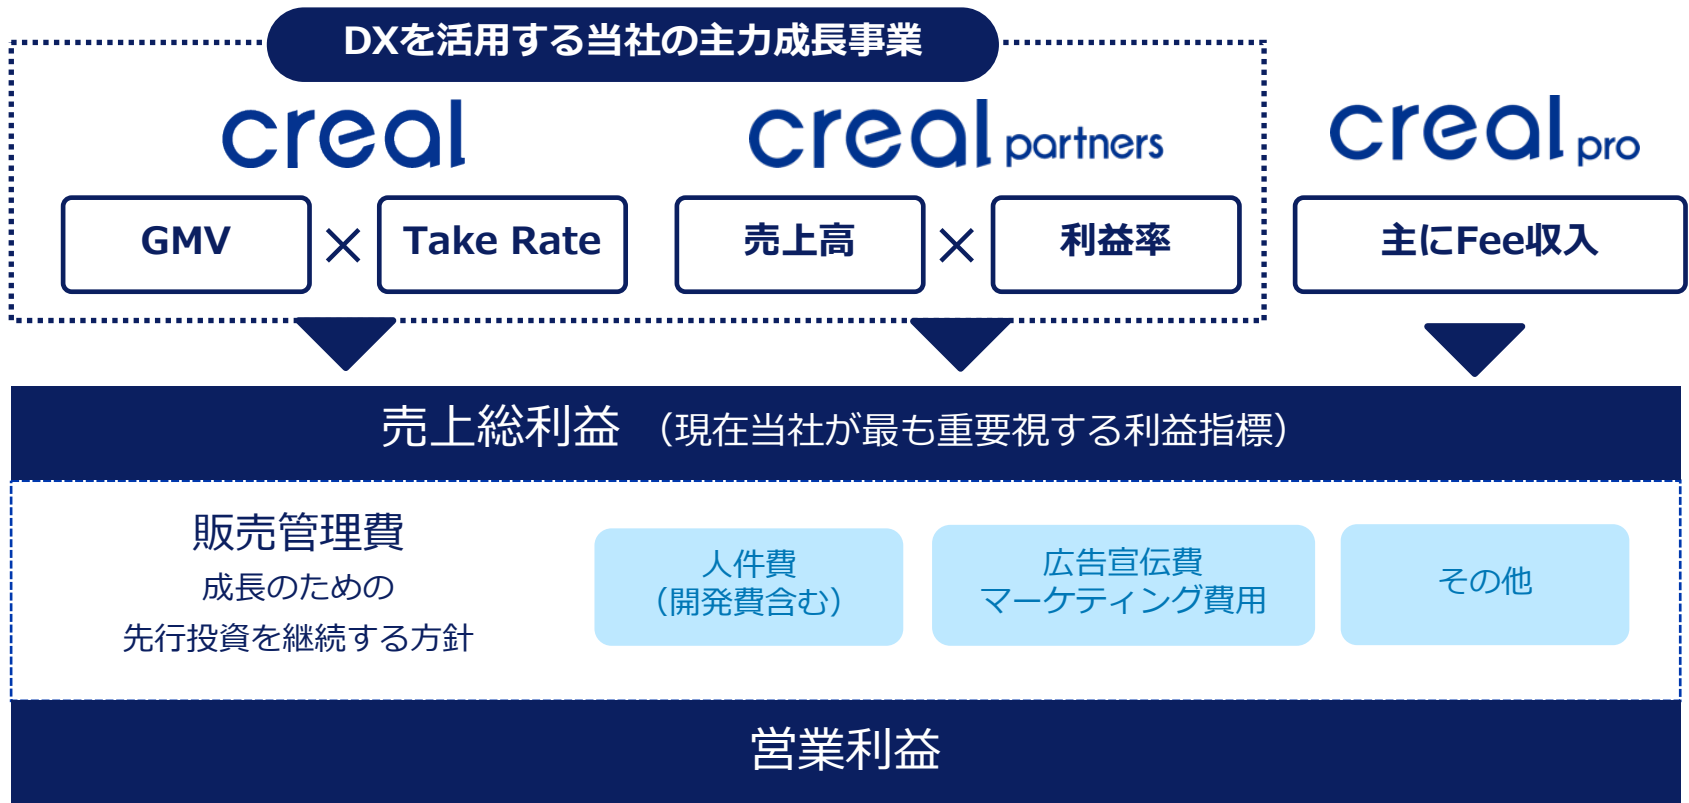 DXを活用する当社の主力成長事業
creal
creal partners
creal pro
GMV × Take Rate
売上高 × 利益率
主にFee収入
売上総利益 (現在当社が最も重要視する利益指標)
販売管理費
成長のための
先行投資を継続する方針
人件費
(開発費含む)
広告宣伝費
マーケティング費用
その他
営業利益